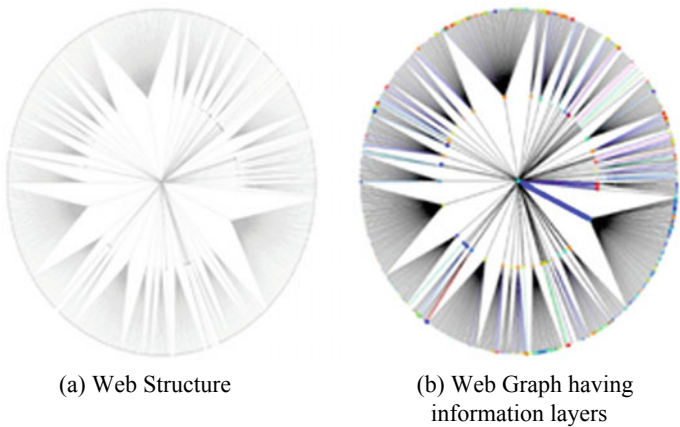 (a) Web Structure
(b) Web Graph having
information layers